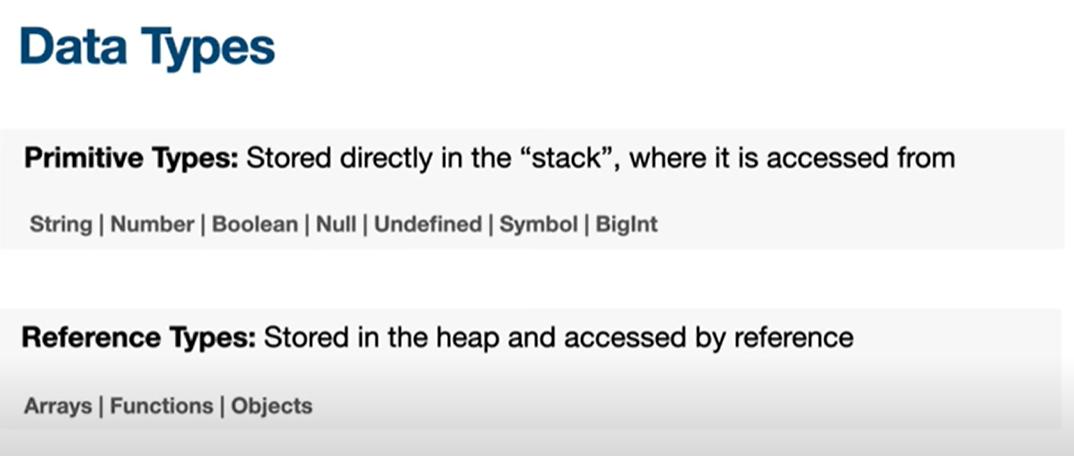 Data Types
Primitive Types: Stored directly in the “stack”, where it is accessed from
String | Number | Boolean | Null | Undefined | Symbol | BigInt
Reference Types: Stored in the heap and accessed by reference
Arrays | Functions | Objects